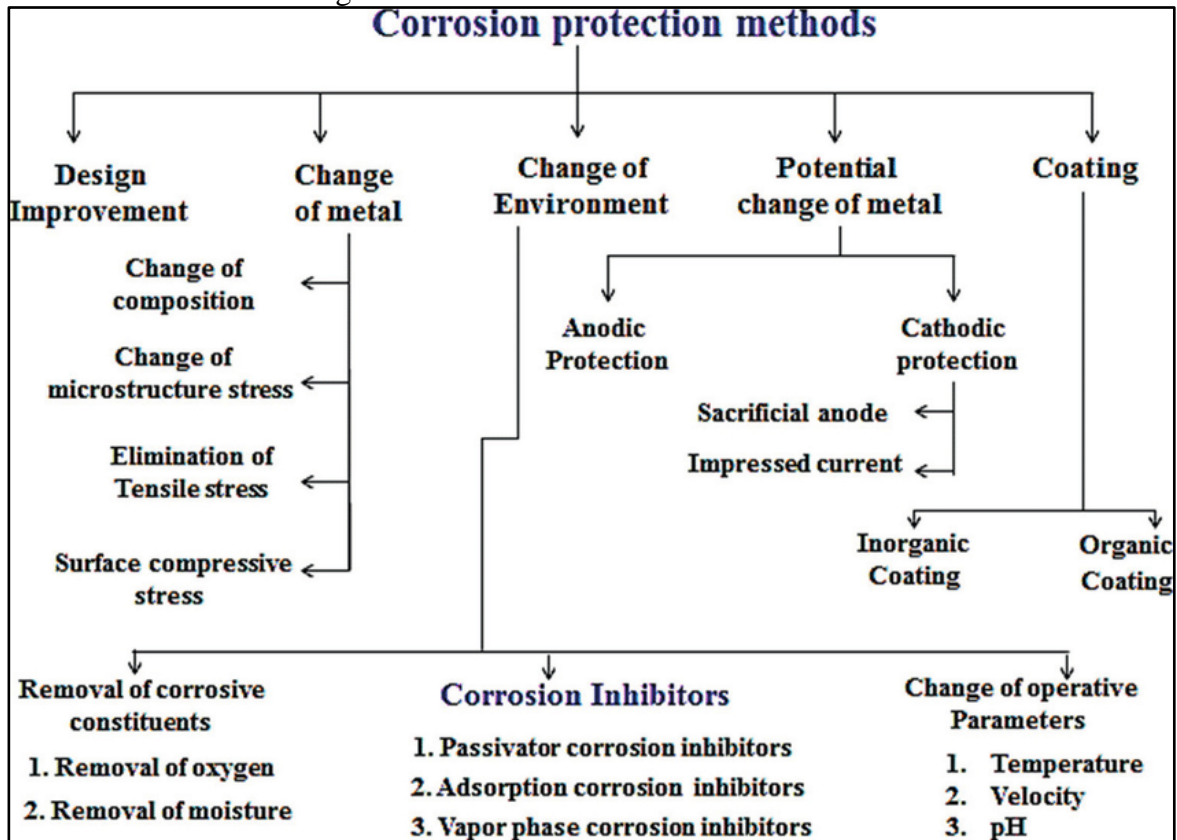 Corrosion protection methods
Design
Improvement
Change
of metal
Change of
Environment
Potential
change of metal
Coating
Change of
composition
Change of
microstructure stress
Elimination of
Tensile stress
Surface compressive
stress
Anodic
Protection
Cathodic
protection
Sacrificial anode
Impressed current
Inorganic
Coating
Organic
Coating
Removal of corrosive
constituents
1. Removal of oxygen
2. Removal of moisture
Corrosion Inhibitors
1. Passivator corrosion inhibitors
2. Adsorption corrosion inhibitors
3. Vapor phase corrosion inhibitors
Change of operative
Parameters
1. Temperature
2. Velocity
3. pH